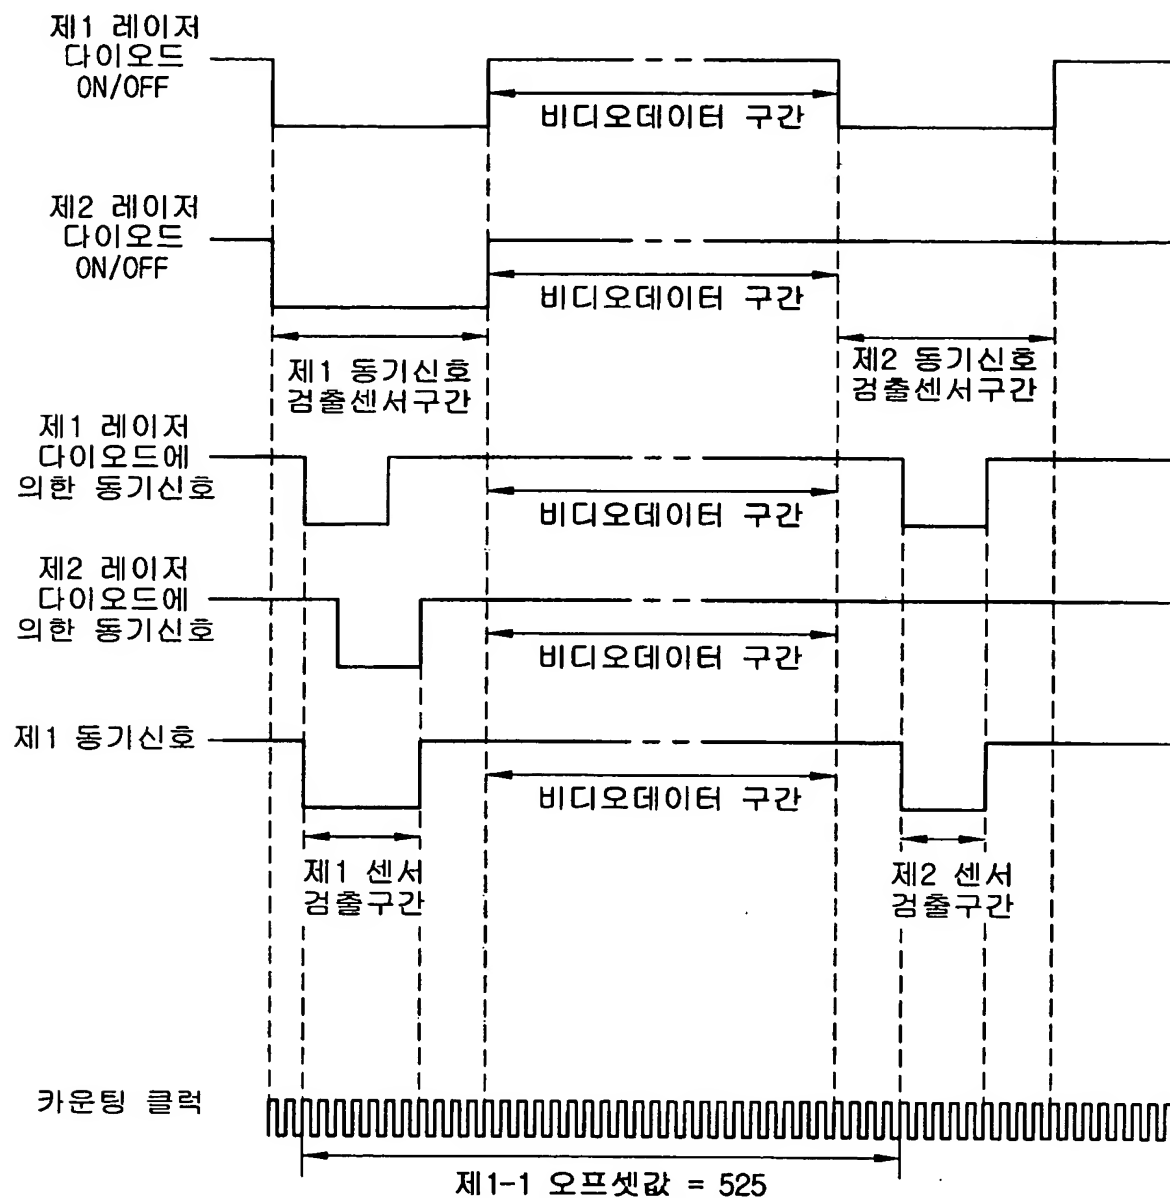 제1 레이저
다이오드
ON/OFF
비디오데이터 구간
제2 레이저
다이오드
ON/OFF
비디오데이터 구간
제1 동기신호
검출센서구간
제2 동기신호
검출센서구간
제1 레이저
다이오드에
의한 동기신호
비디오데이터 구간
제2 레이저
다이오드에
의한 동기신호
비디오데이터 구간
제1 동기신호
비디오데이터 구간
제1 센서
검출구간
제2 센서
검출구간
카운팅 클럭
제1-1 오프셋값 = 525